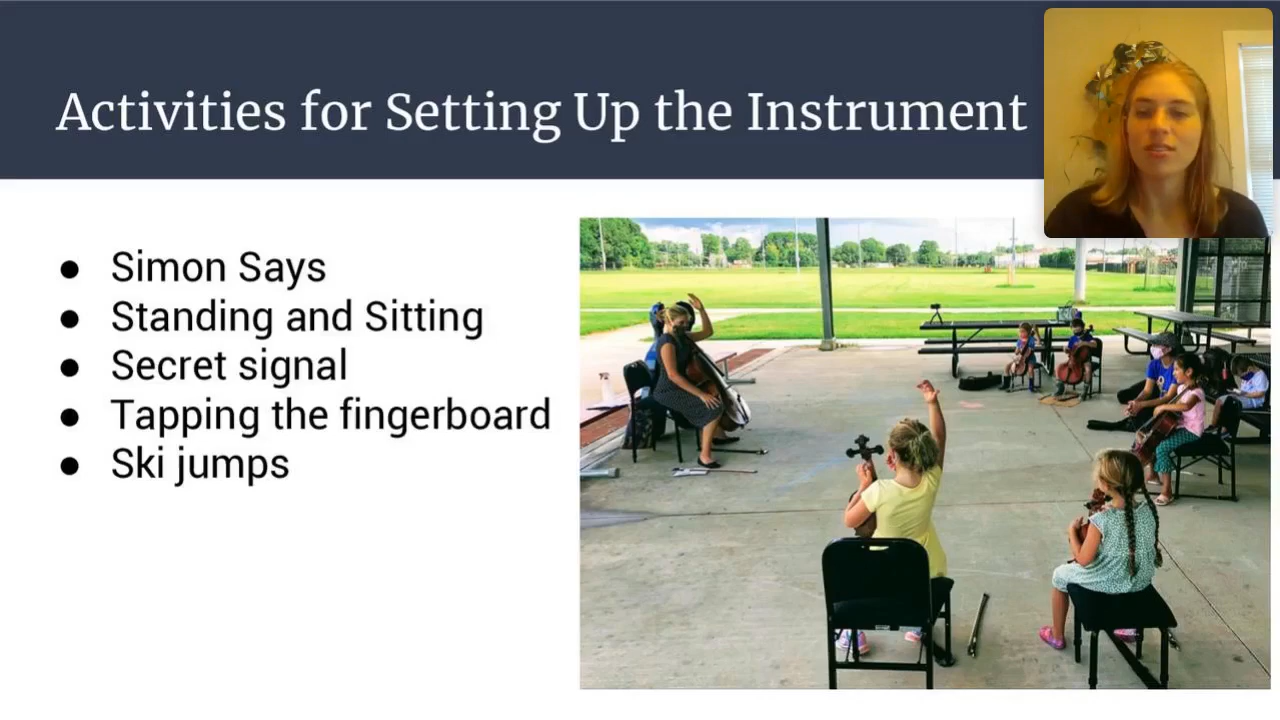 Activities for Setting Up the Instrument
Simon Says
Standing and Sitting
Secret signal
Tapping the fingerboard
Ski jumps